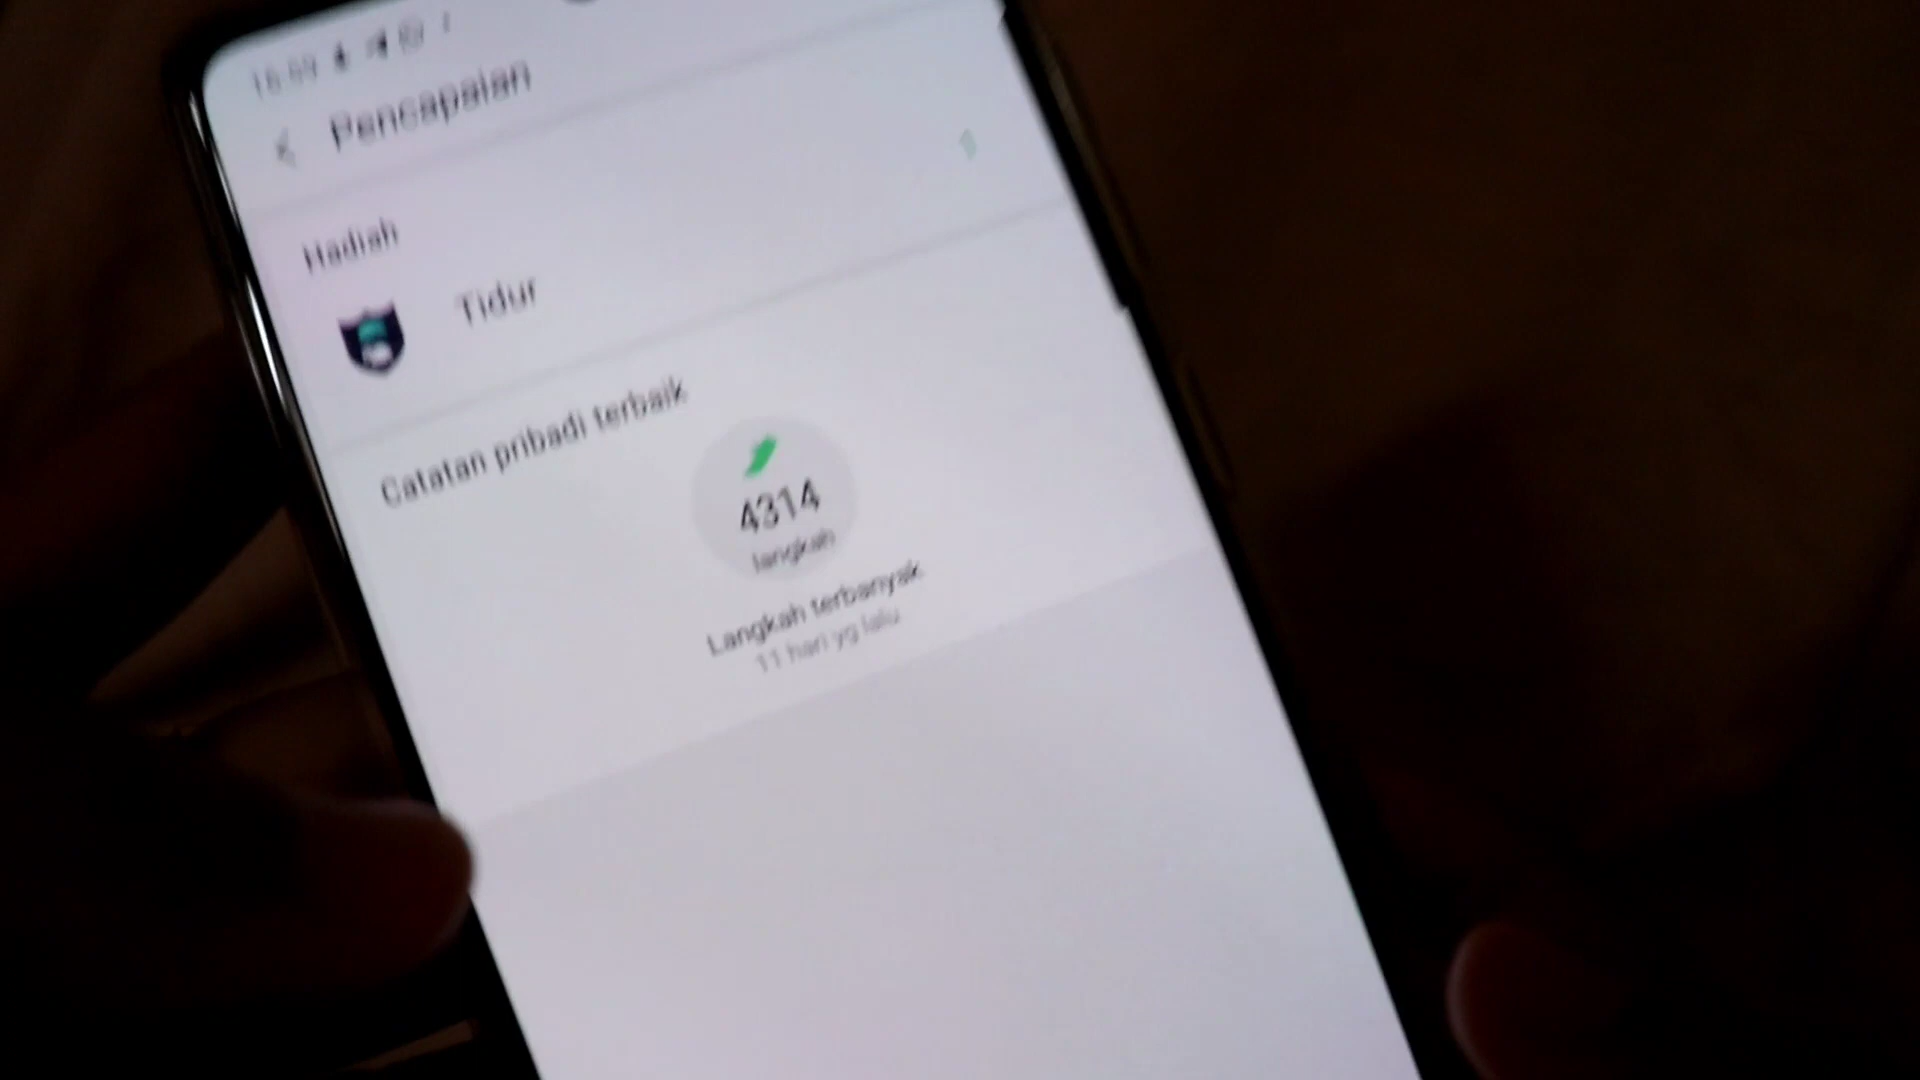 Pencapaian
Hadiah
Tidur
Catatan pribadi terbaik
4314
langkah
Langkah terbanyak
11 hari yg lalu